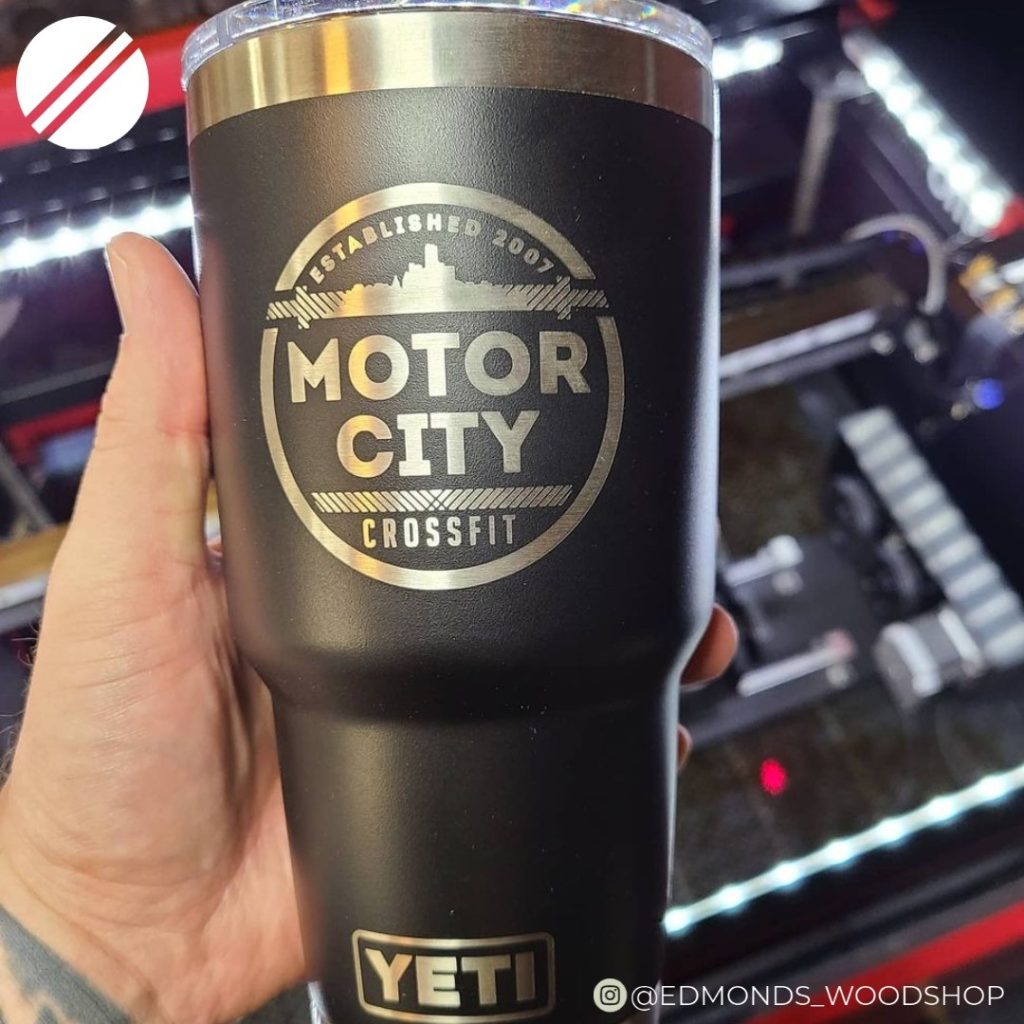 ESTABLISHED 2007
MOTOR
CITY
CROSSFIT
YETI
@EDMONDS_WOODSHOP